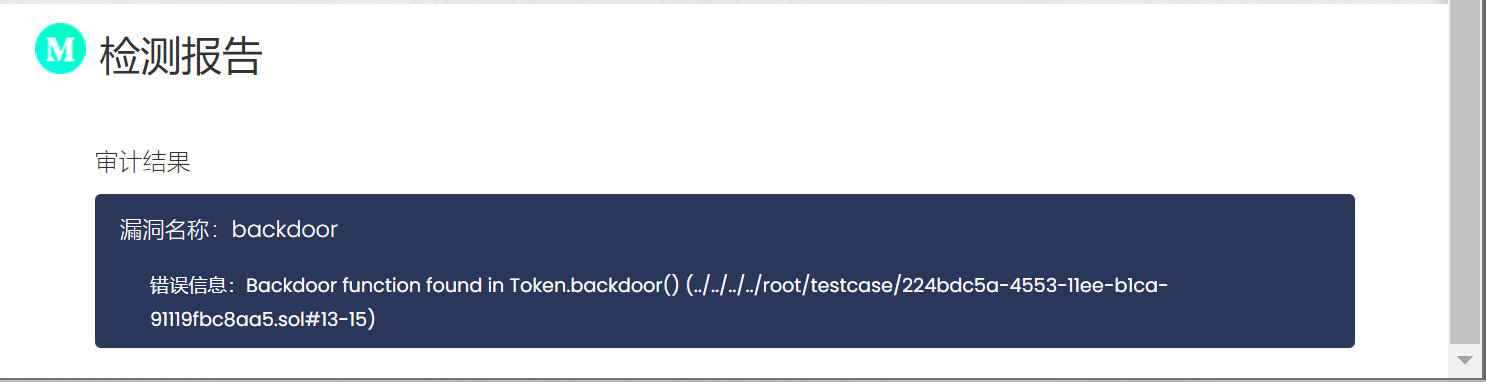 M 检测报告
审计结果
漏洞名称：backdoor
错误信息：Backdoor function found in Token.backdoor() (../../../../root/testcase/224bdc5a-4553-11ee-b1ca-
91119fbc8aa5.sol#13-15)